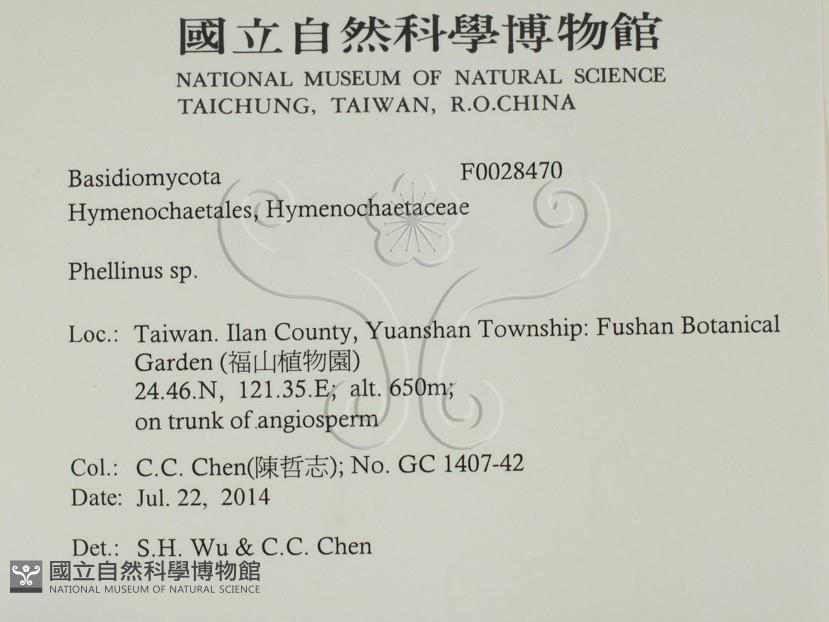 國立自然科學博物館
NATIONAL MUSEUM OF NATURAL SCIENCE
TAICHUNG, TAIWAN, R.O.CHINA
Basidiomycota F0028470
Hymenochaetales, Hymenochaetaceae
Phellinus sp.
Loc.: Taiwan. Ilan County, Yuanshan Township: Fushan Botanical
Garden (福山植物園)
24.46.N, 121.35.E; alt. 650m;
on trunk of angiosperm
Col.: C.C. Chen(陳哲志); No. GC 1407-42
Date: Jul. 22, 2014
Det.: S.H. Wu & C.C. Chen
國立自然科學博物館
NATIONAL MUSEUM OF NATURAL SCIENCE